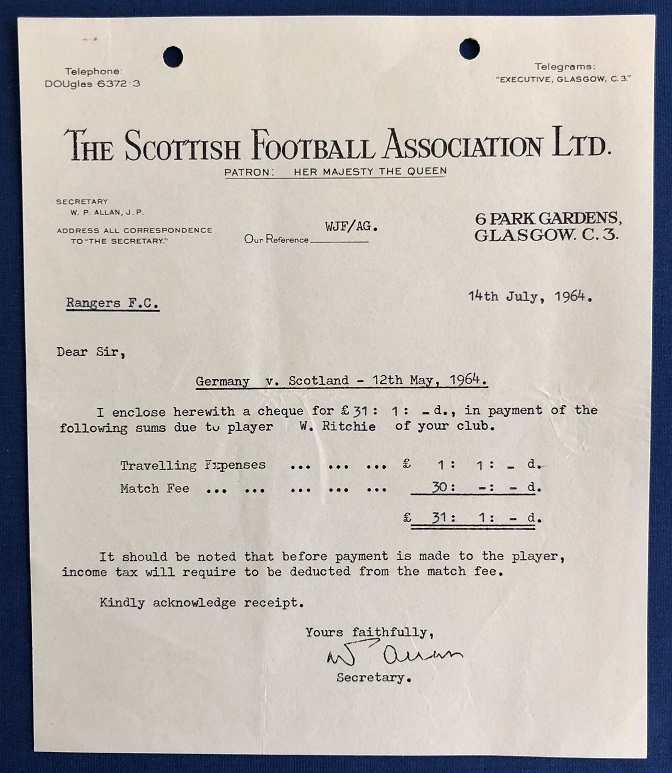 Telephone:
DOUglas 6372 3
Telegrams:
"EXECUTIVE, GLASGOW, C. 3."
THE SCOTTISH FOOTBALL ASSOCIATION LTD.
PATRON: HER MAJESTY THE QUEEN
SECRETARY
W. P. ALLAN, J. P.
ADDRESS ALL CORRESPONDENCE
TO "THE SECRETARY."
Our Reference WJF/AG.
6 PARK GARDENS,
GLASGOW. C. 3.
Rangers F.C.
14th July, 1964.
Dear Sir,
Germany v. Scotland - 12th May, 1964.
I enclose herewith a cheque for £ 31: 1: - d., in payment of the
following sums due to player W. Ritchie of your club.
Travelling Expenses ... ... ... £ 1: 1: - d.
Match Fee ... ... ... ... ... 30: -: - d.
£ 31: 1: - d.
It should be noted that before payment is made to the player,
income tax will require to be deducted from the match fee.
Kindly acknowledge receipt.
Yours faithfully,
W Allan
Secretary.